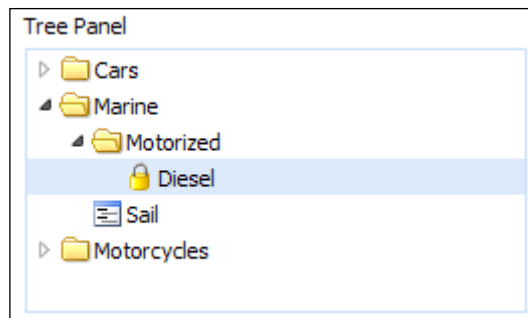 Tree Panel
Cars
Marine
Motorized
Diesel
Sail
Motorcycles